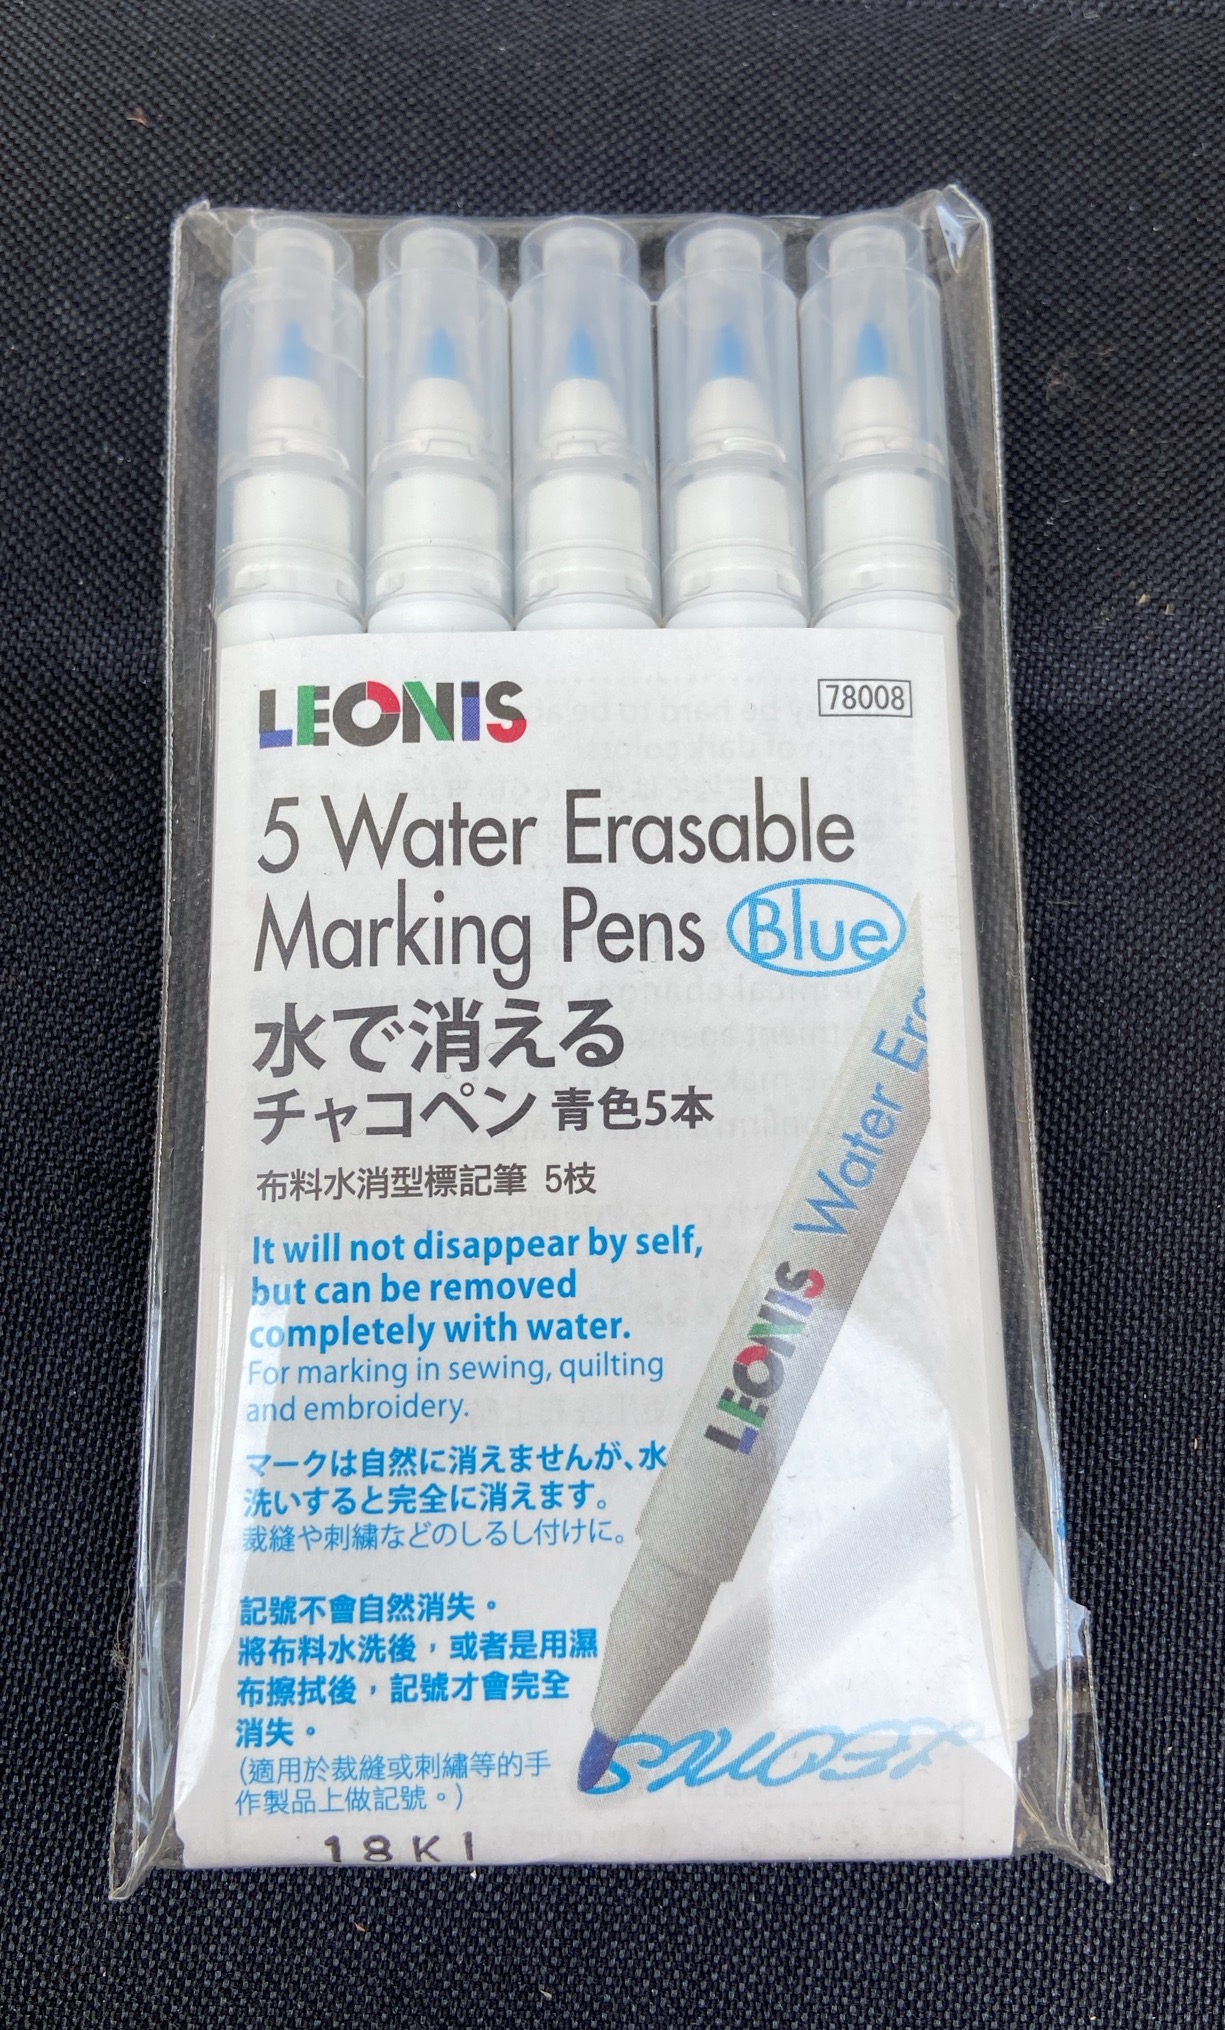 LEONIS
78008
5 Water Erasable
Marking Pens Blue
水で消える
チャコペン 青色5本
布料水消型標記筆 5枝
It will not disappear by self,
but can be removed
completely with water.
For marking in sewing, quilting
and embroidery.
マークは自然に消えませんが、水
洗いすると完全に消えます。
裁縫や刺繍などのしるし付けに。
記號不會自然消失。
將布料水洗後，或者是用濕
布擦拭後，記號才會完全
消失。
(適用於裁縫或刺繡等的手
作製品上做記號。)
LEONIS Water Era
LEONIS
18KI